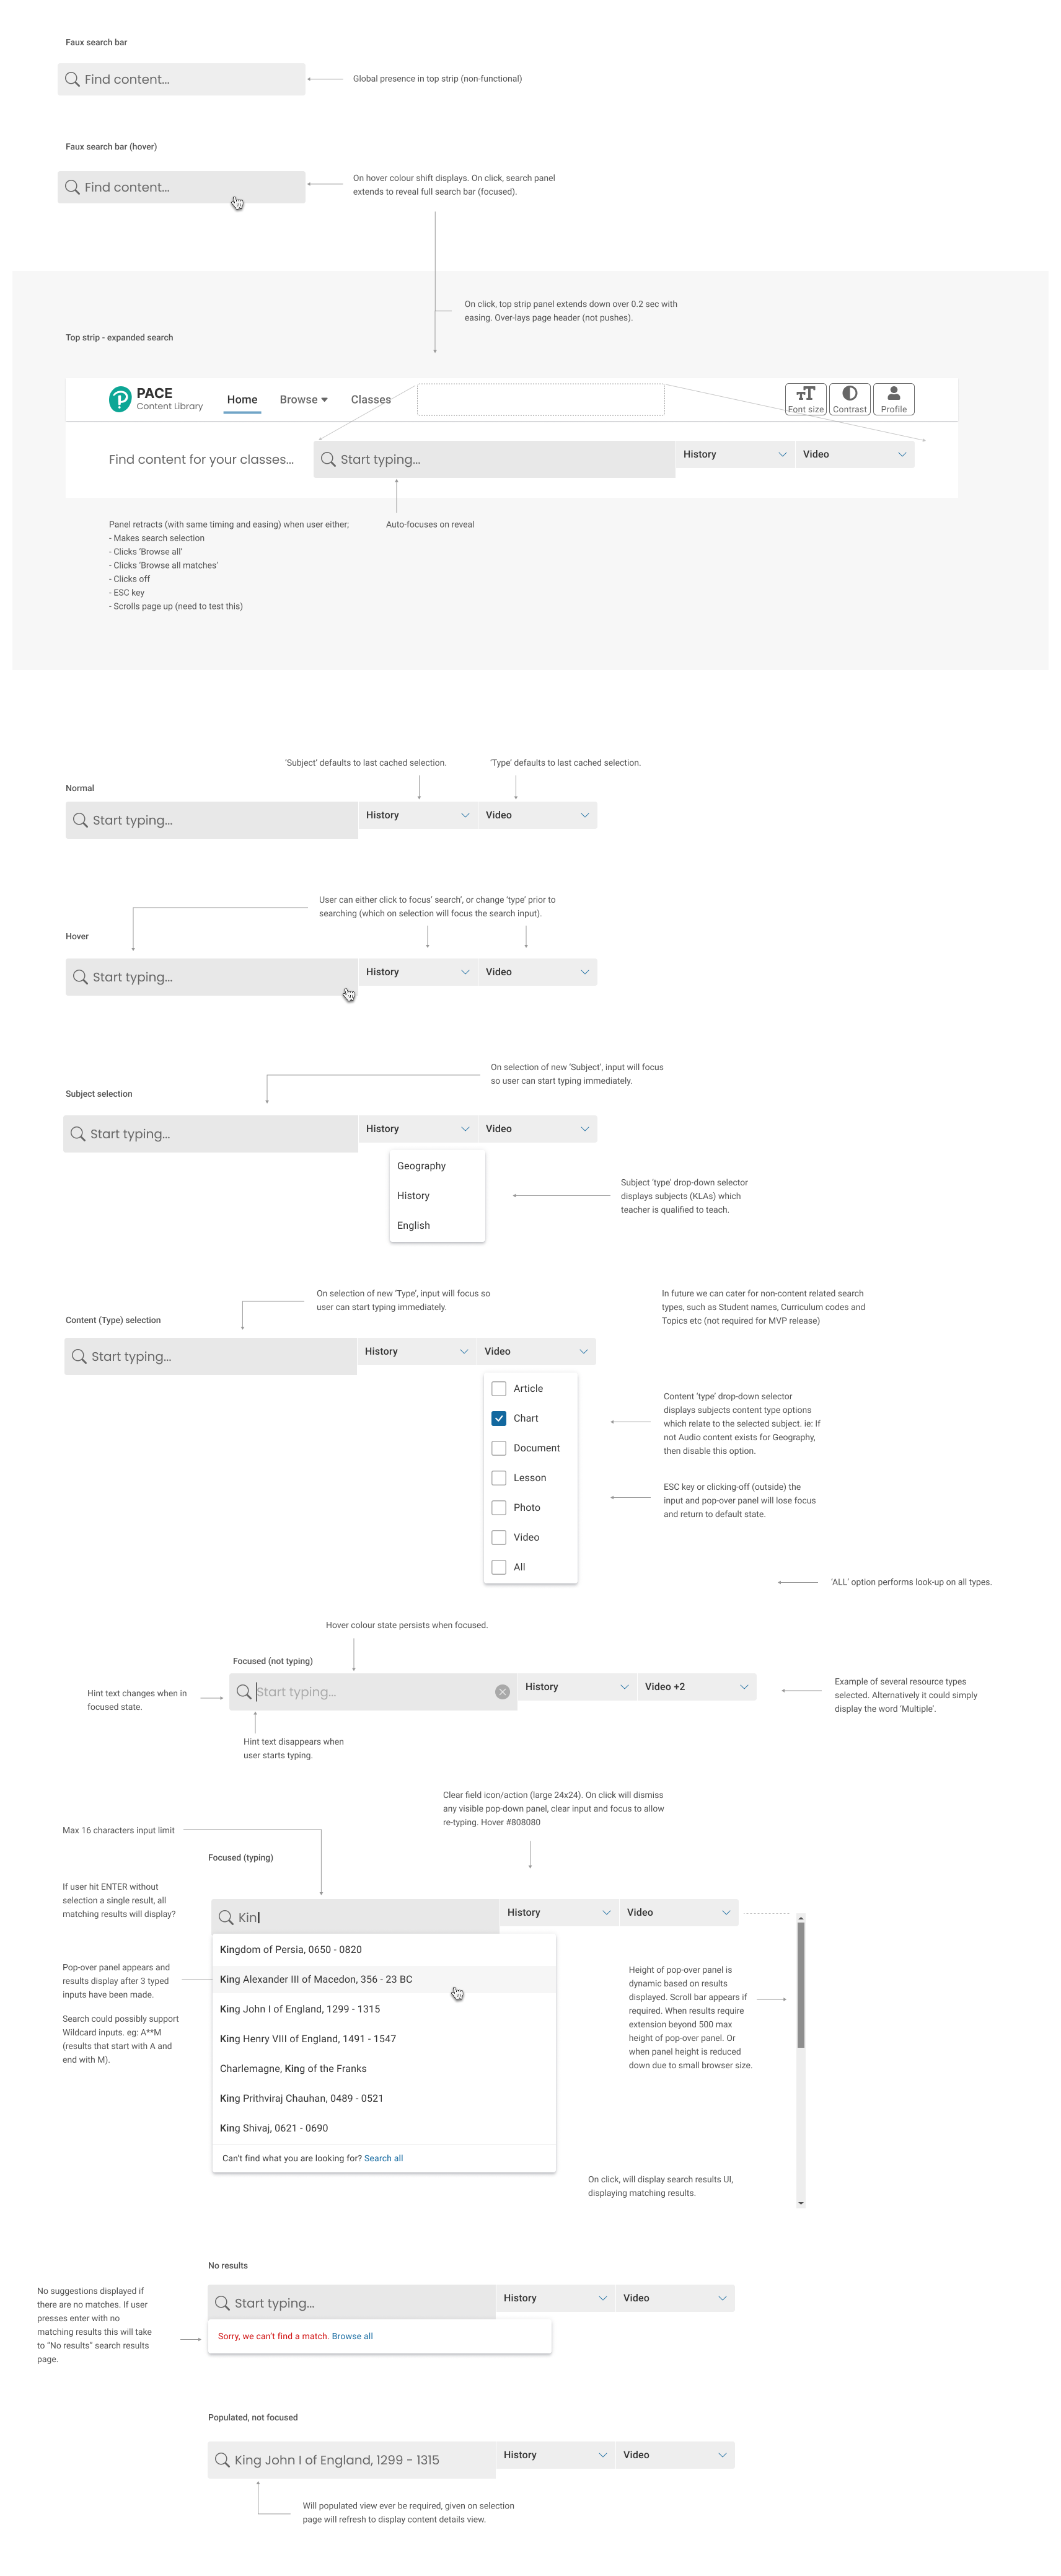 Faux search bar
Find content...
Global presence in top strip (non-functional)
Faux search bar (hover)
Find content...
On hover colour shift displays. On click, search panel
extends to reveal full search bar (focused).
On click, top strip panel extends down over 0.2 sec with
easing. Over-lays page header (not pushes).
Top strip - expanded search
P
PACE
Content Library
Home
Browse
Classes
Font size
Contrast
Profile
Find content for your classes...
Start typing...
History
Video
Panel retracts (with same timing and easing) when user either;
- Makes search selection
- Clicks 'Browse all'
- Clicks 'Browse all matches'
- Clicks off
- ESC key
- Scrolls page up (need to test this)
Auto-focuses on reveal
'Subject' defaults to last cached selection.
'Type' defaults to last cached selection.
Normal
Start typing...
History
Video
User can either click to focus' search', or change 'type' prior to
searching (which on selection will focus the search input).
Hover
Start typing...
History
Video
On selection of new 'Subject', input will focus
so user can start typing immediately.
Subject selection
Start typing...
History
Video
Geography
History
English
Subject 'type' drop-down selector
displays subjects (KLAs) which
teacher is qualified to teach.
On selection of new 'Type', input will focus so
user can start typing immediately.
In future we can cater for non-content related search
types, such as Student names, Curriculum codes and
Topics etc (not required for MVP release)
Content (Type) selection
Start typing...
History
Video
Article
Chart
Document
Lesson
Photo
Video
All
Content 'type' drop-down selector
displays subjects content type options
which relate to the selected subject. ie: If
not Audio content exists for Geography,
then disable this option.
ESC key or clicking-off (outside) the
input and pop-over panel will lose focus
and return to default state.
'ALL' option performs look-up on all types.
Hover colour state persists when focused.
Focused (not typing)
Hint text changes when in
focused state.
Start typing...
History
Video +2
Example of several resource types
selected. Alternatively it could simply
display the word 'Multiple'.
Hint text disappears when
user starts typing.
Clear field icon/action (large 24x24). On click will dismiss
any visible pop-down panel, clear input and focus to allow
re-typing. Hover #808080
Max 16 characters input limit
Focused (typing)
If user hit ENTER without
selection a single result, all
matching results will display?
Kin
History
Video
Pop-over panel appears and
results display after 3 typed
inputs have been made.
Search could possibly support
Wildcard inputs. eg: A**M
(results that start with A and
end with M).
Kingdom of Persia, 0650 - 0820
King Alexander III of Macedon, 356 - 23 BC
King John I of England, 1299 - 1315
King Henry VIII of England, 1491 - 1547
Charlemagne, King of the Franks
King Prithviraj Chauhan, 0489 - 0521
King Shivaj, 0621 - 0690
Can't find what you are looking for? Search all
Height of pop-over panel is
dynamic based on results
displayed. Scroll bar appears if
required. When results require
extension beyond 500 max
height of pop-over panel. Or
when panel height is reduced
down due to small browser size.
On click, will display search results UI,
displaying matching results.
No results
No suggestions displayed if
there are no matches. If user
presses enter with no
matching results this will take
to "No results" search results
page.
Start typing...
History
Video
Sorry, we can't find a match. Browse all
Populated, not focused
King John I of England, 1299 - 1315
History
Video
Will populated view ever be required, given on selection
page will refresh to display content details view.